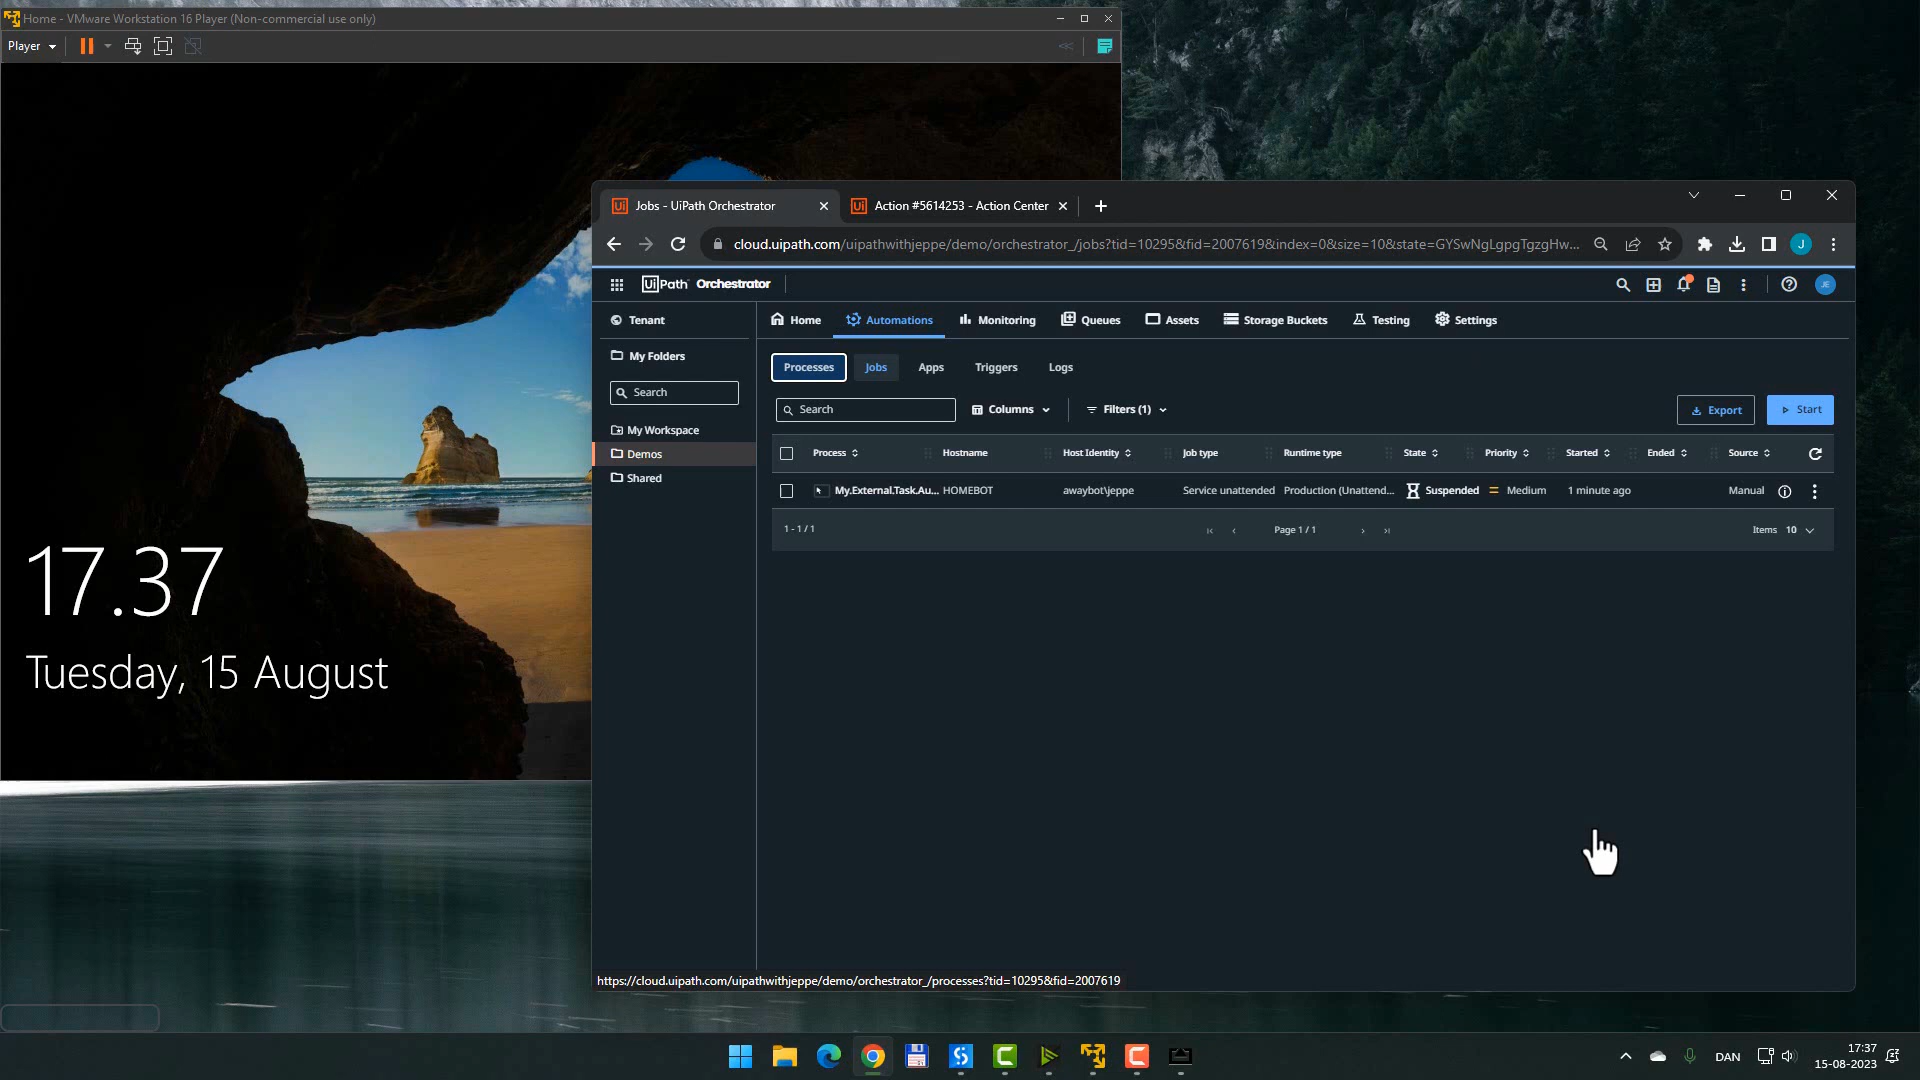 Home - VMware Workstation 16 Player (Non-commercial use only)
Player
17.37
Tuesday, 15 August
Jobs - UiPath Orchestrator
Action #5614253 - Action Center
cloud.uipath.com/uipathwithjeppe/demo/orchestrator_/jobs?tid=10295&fid=2007619&index=0&size=10&state=GYSwNgLgpgTgzgHw...
J
UiPath Orchestrator
JE
Tenant
Home
Automations
Monitoring
Queues
Assets
Storage Buckets
Testing
Settings
My Folders
Search
My Workspace
Demos
Shared
Processes
Jobs
Apps
Triggers
Logs
Search
Columns
Filters (1)
Export
Start
Process
Hostname
Host Identity
Job type
Runtime type
State
Priority
Started
Ended
Source
My.External.Task.Au...
HOMEBOT
awaybot\jeppe
Service unattended
Production (Unattend...
Suspended
Medium
1 minute ago
Manual
1 - 1 / 1
Page 1 / 1
Items 10
https://cloud.uipath.com/uipathwithjeppe/demo/orchestrator_/processes?tid=10295&fid=2007619
DAN
17:37
15-08-2023